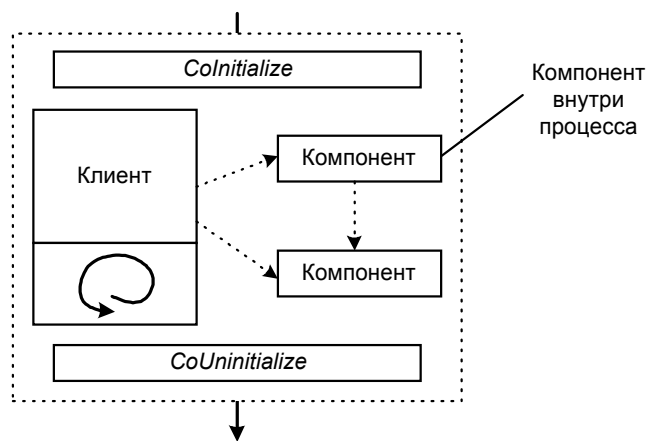 CoInitialize
Компонент
внутри
процесса
Клиент
Компонент
Компонент
CoUninitialize